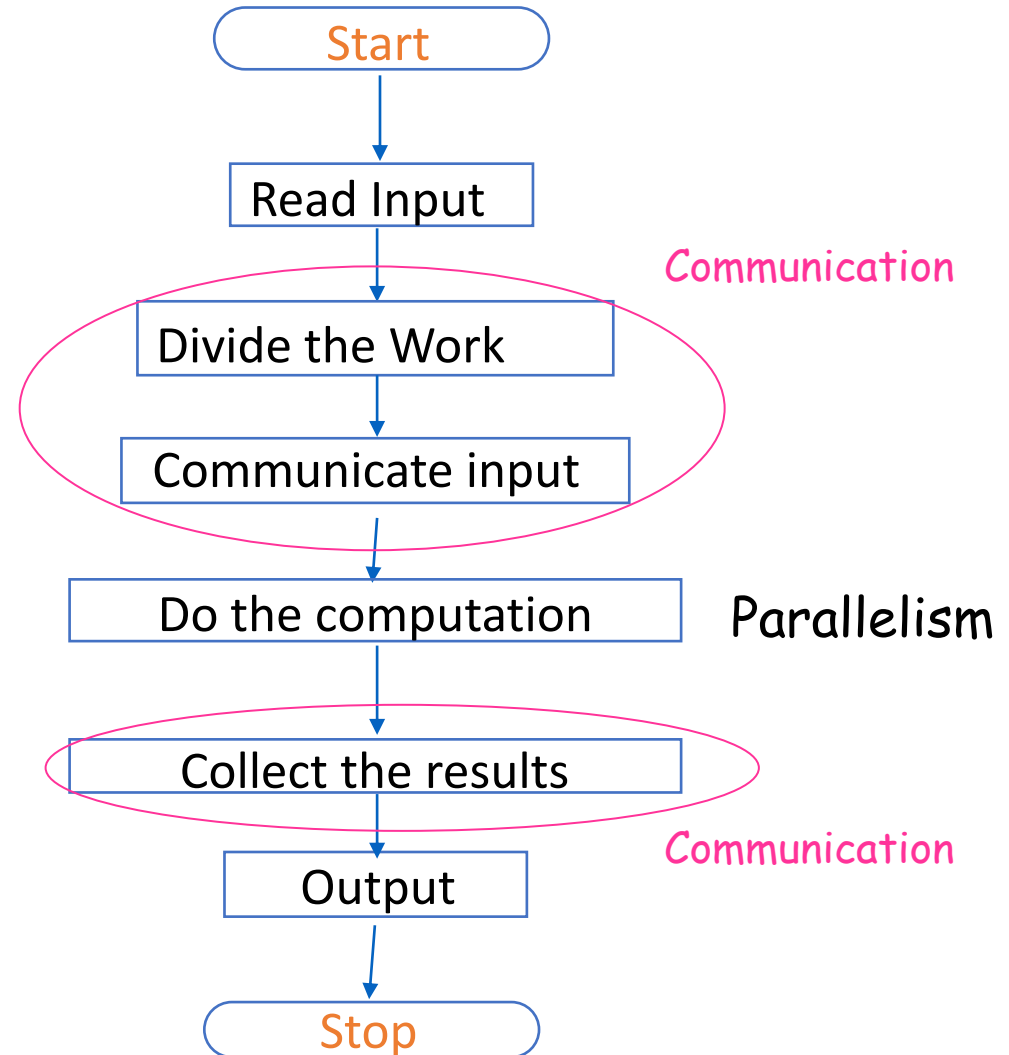 Start
Read Input
Communication
Divide the Work
Communicate input
Do the computation
Parallelism
Collect the results
Communication
Output
Stop